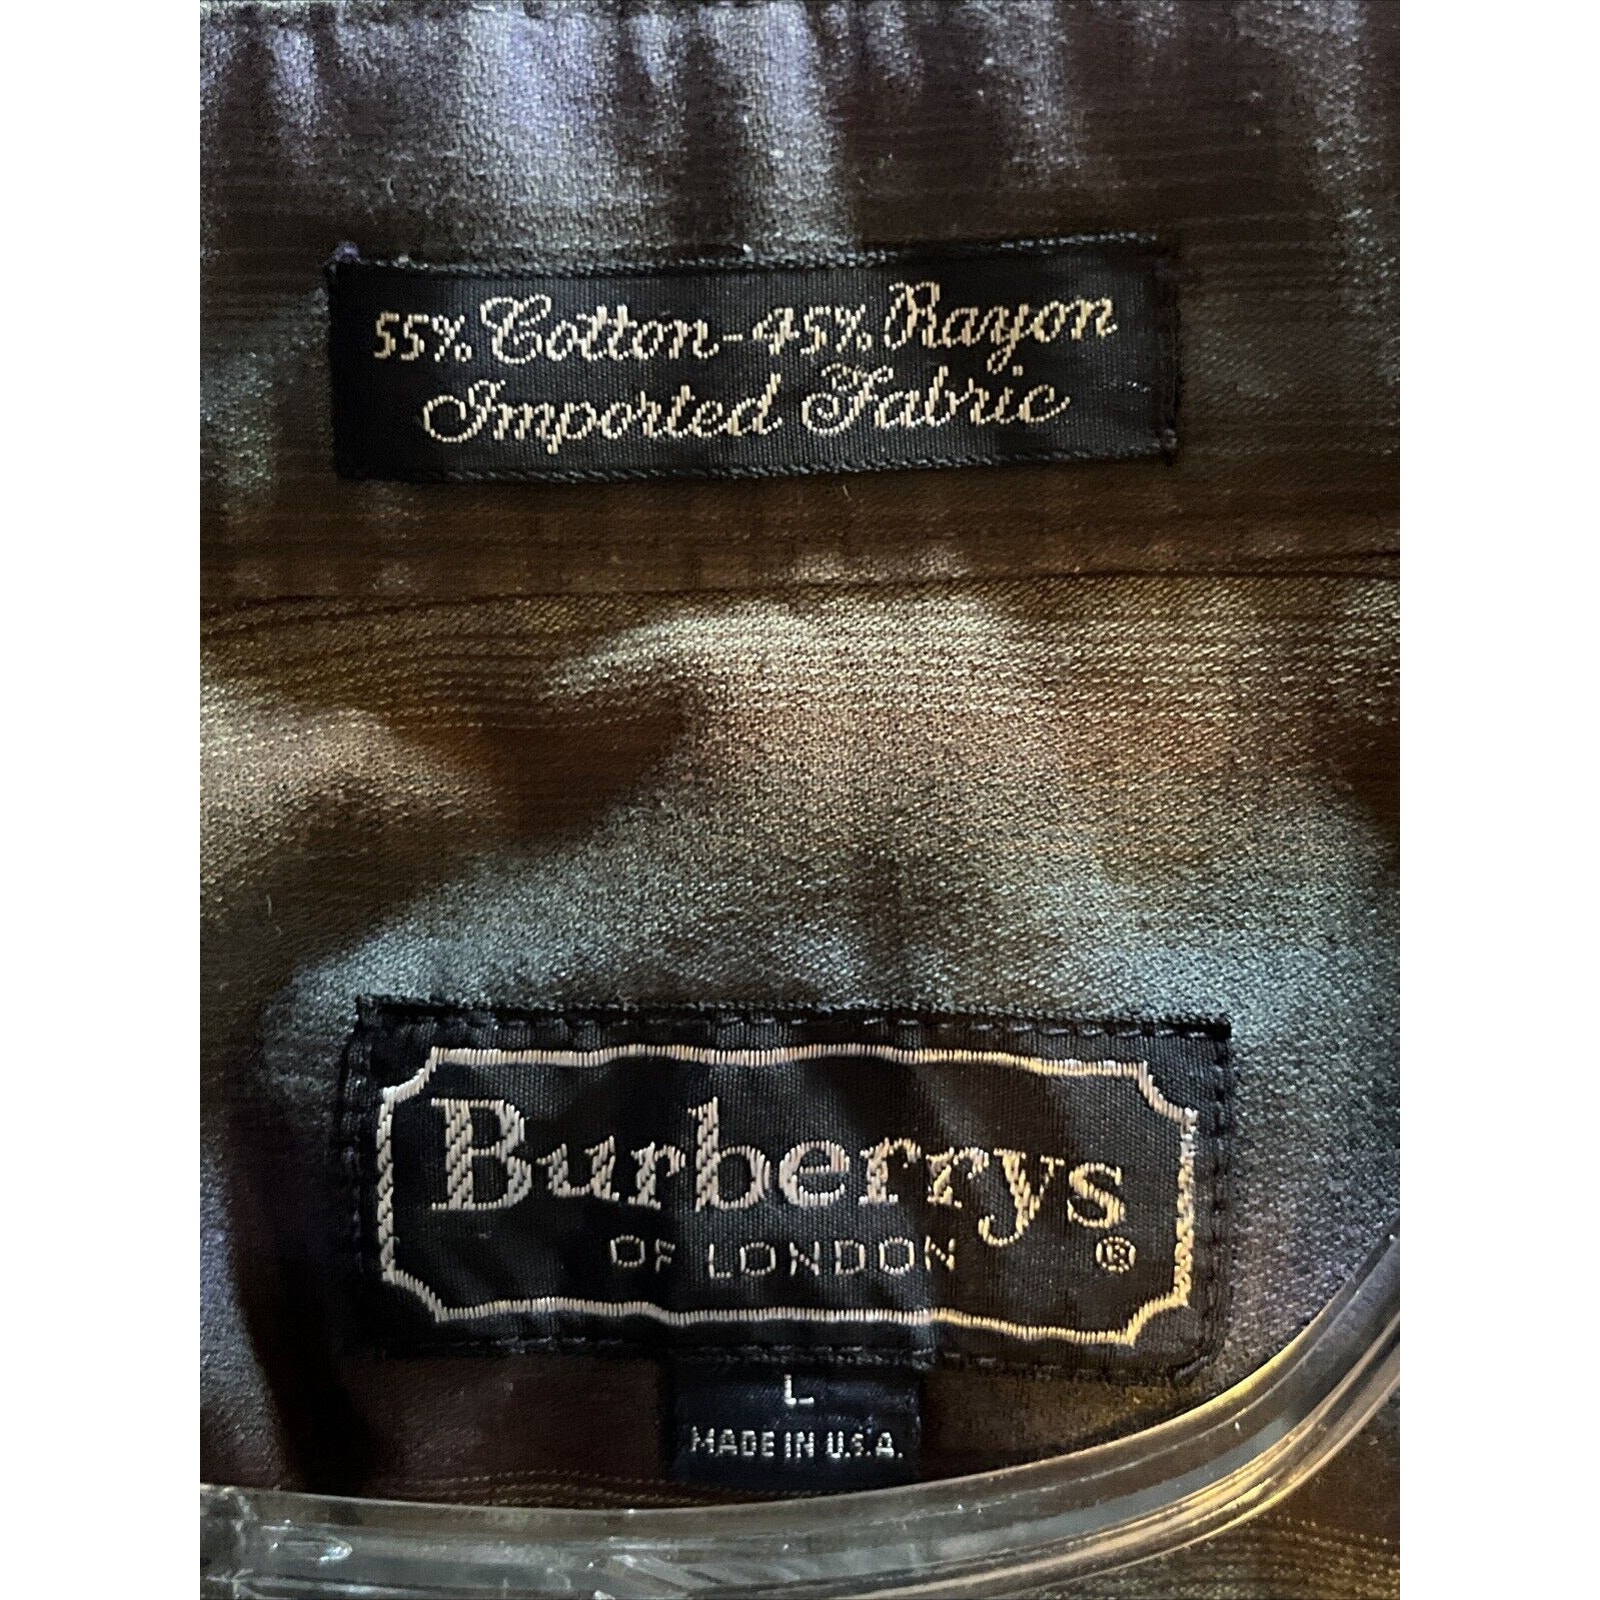 55% Cotton-45% Rayon
Imported Fabric
Burberrys
OF LONDON ®
L
MADE IN U.S.A.